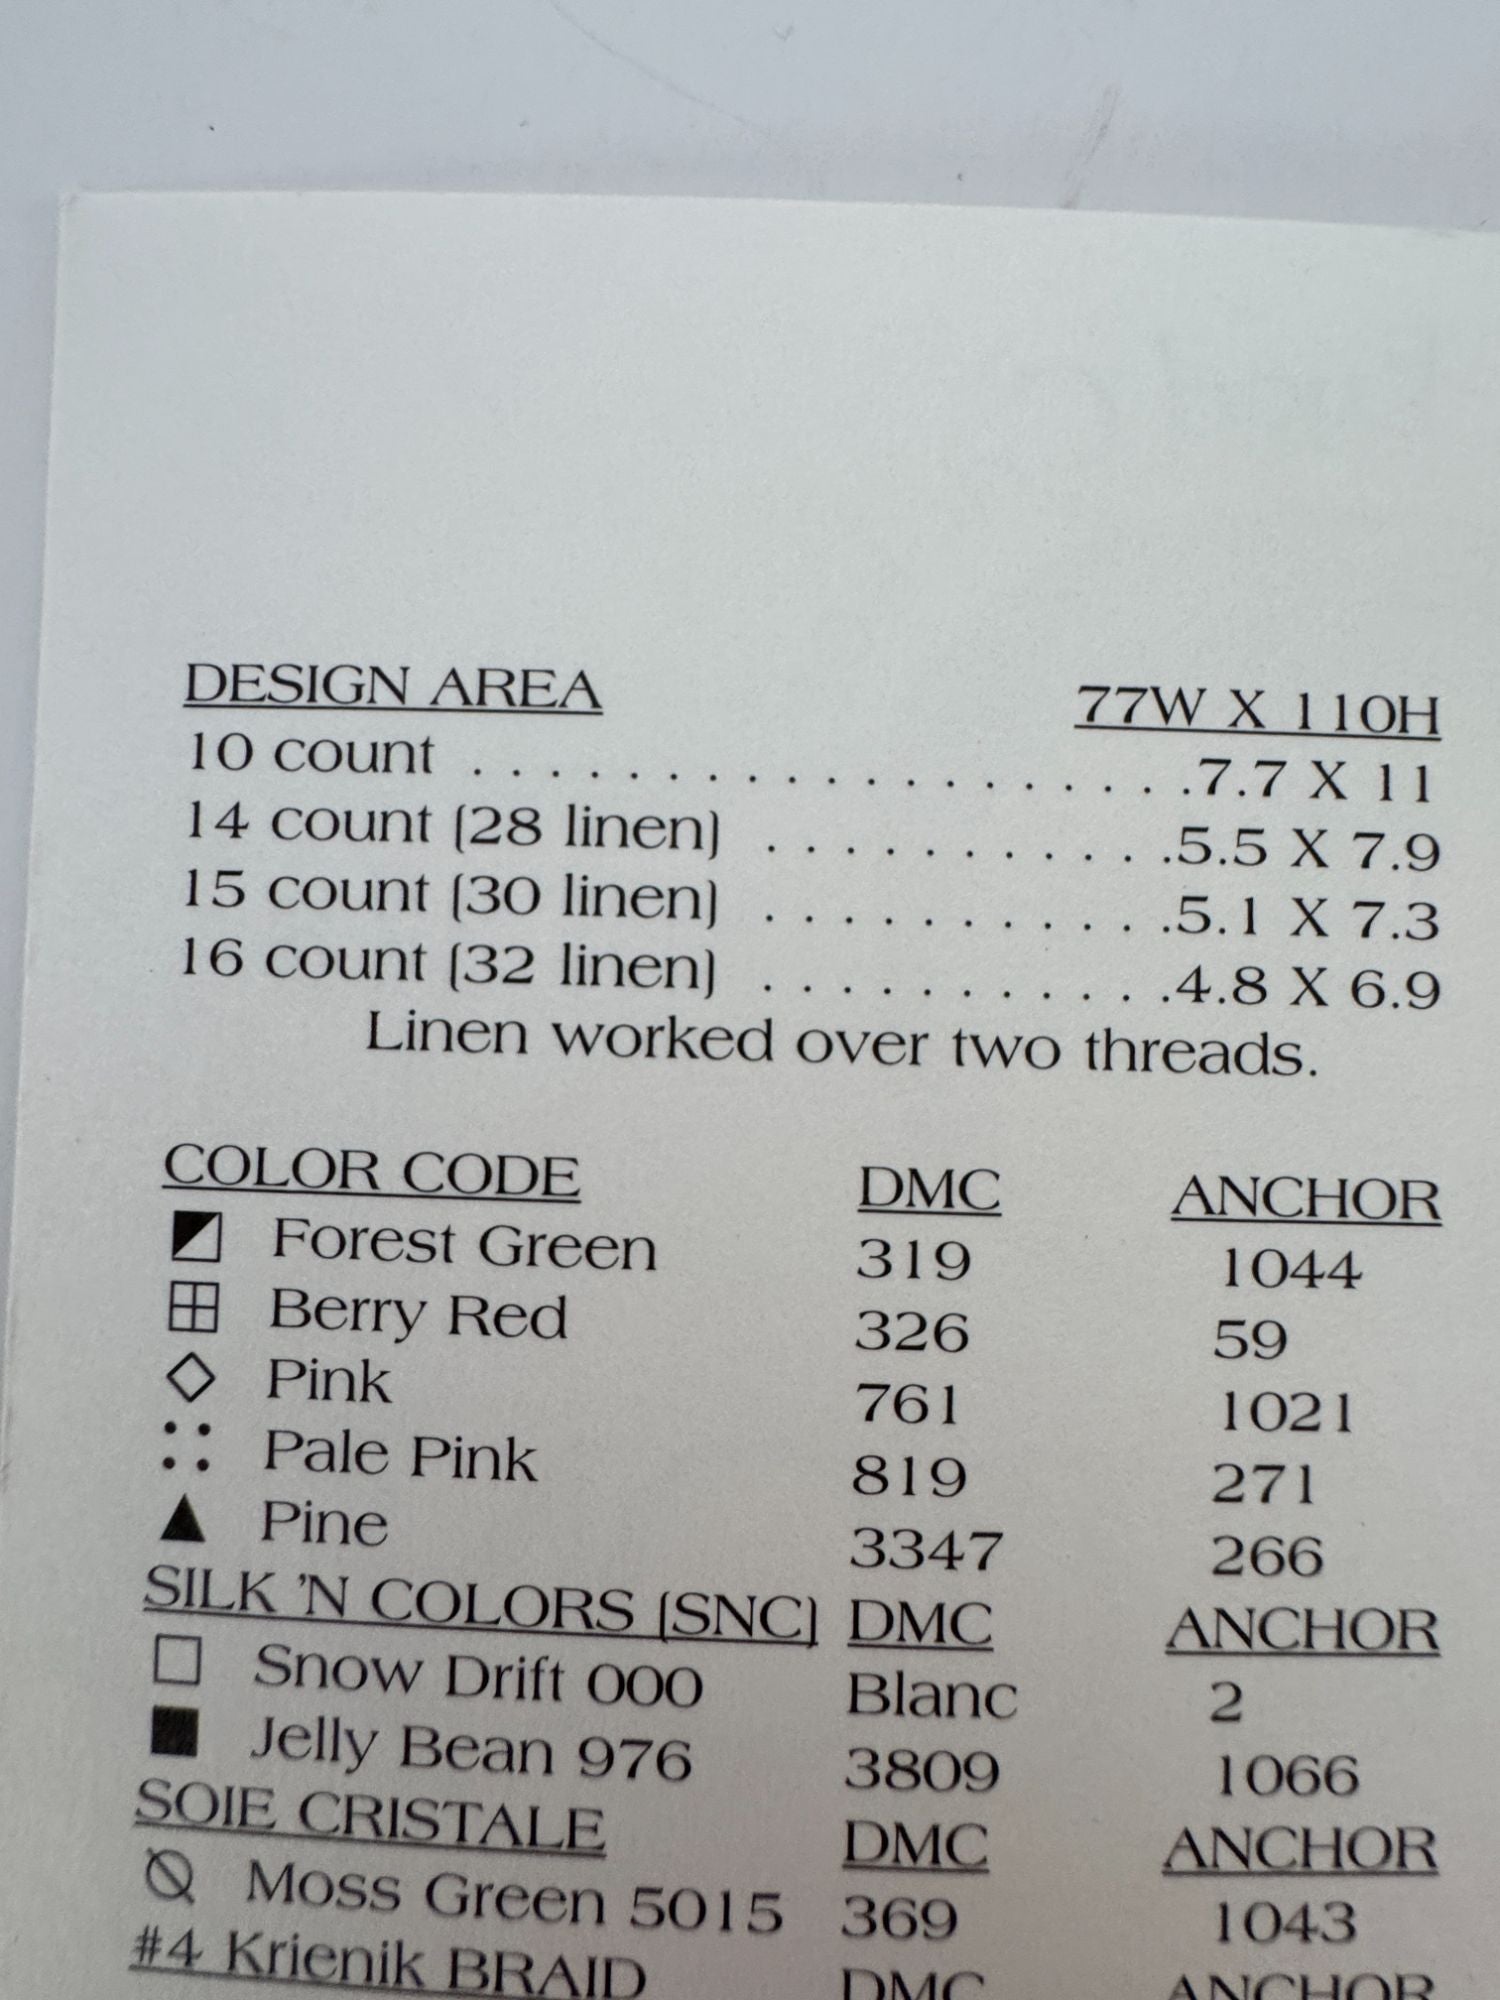 DESIGN AREA 77W X 110H
10 count . . . . . . . . . . . . . . . . . . . .7.7 X 11
14 count (28 linen) . . . . . . . . . . .5.5 X 7.9
15 count (30 linen) . . . . . . . . . . .5.1 X 7.3
16 count (32 linen) . . . . . . . . . . .4.8 X 6.9
Linen worked over two threads.
COLOR CODE DMC ANCHOR
Forest Green 319 1044
Berry Red 326 59
Pink 761 1021
Pale Pink 819 271
Pine 3347 266
SILK 'N COLORS (SNC) DMC ANCHOR
Snow Drift 000 Blanc 2
Jelly Bean 976 3809 1066
SOIE CRISTALE DMC ANCHOR
Moss Green 5015 369 1043
#4 Krienik BRAID DMC ANCHOR